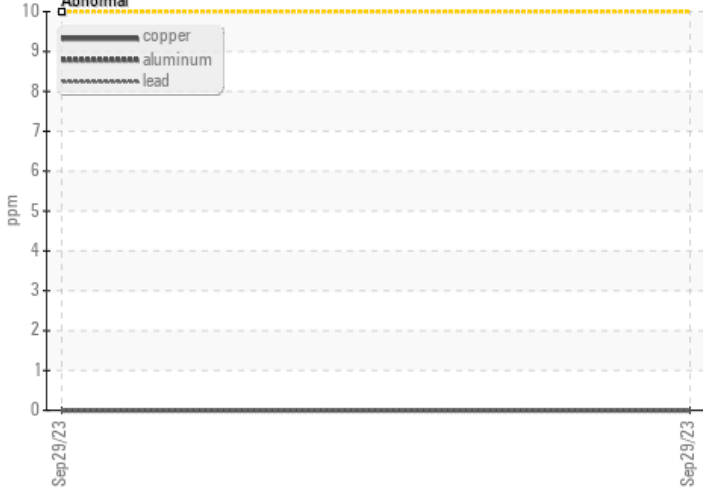 Abnormal
10
copper
9
aluminum
lead
8
7
6
5
ppm
4
3
2
1
0
Sep29/23
Sep29/23